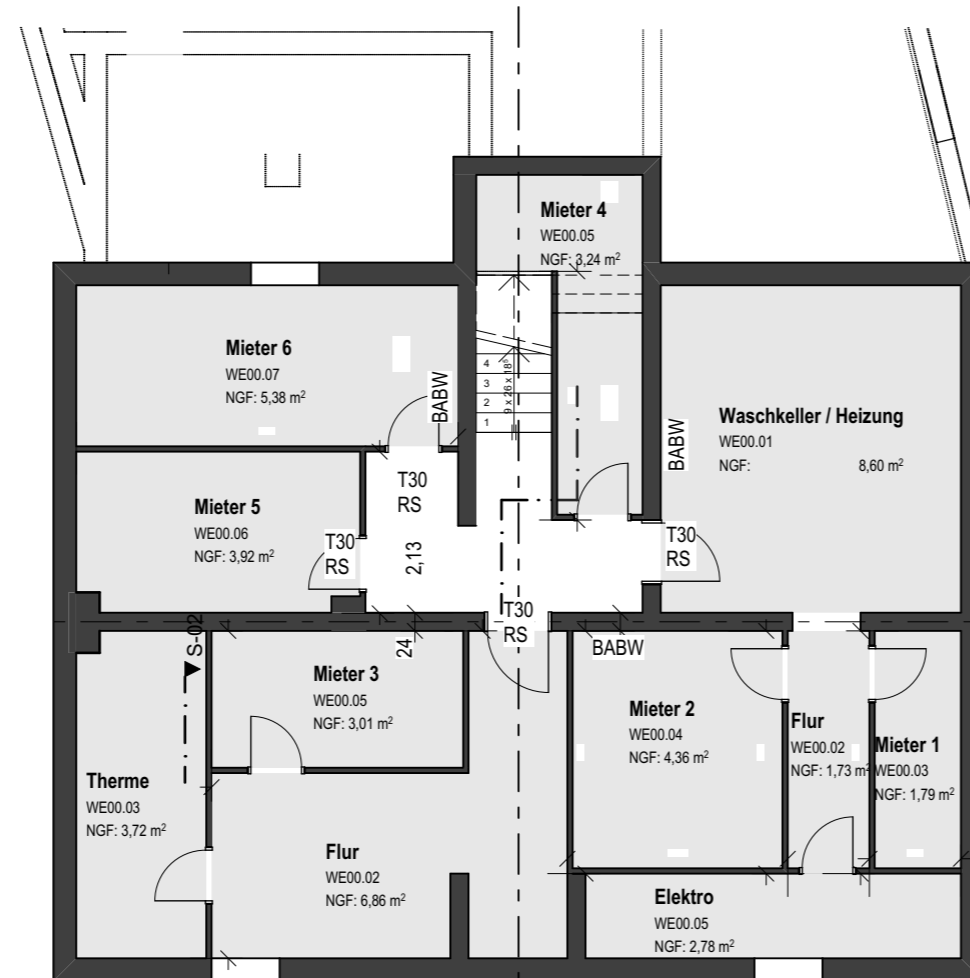 Mieter 4
WE00.05
NGF: 3,24 m²
Mieter 6
WE00.07
NGF: 5,38 m²
BABW
4
3
2
1
9 x 26 x 18⁵
Waschkeller / Heizung
WE00.01
NGF: 8,60 m²
BABW
T30
RS
Mieter 5
WE00.06
NGF: 3,92 m²
T30
RS
2,13
T30
RS
T30
RS
S-02
24
BABW
Mieter 3
WE00.05
NGF: 3,01 m²
Mieter 2
WE00.04
NGF: 4,36 m²
Flur
WE00.02
NGF: 1,73 m²
Mieter 1
WE00.03
NGF: 1,79 m²
Therme
WE00.03
NGF: 3,72 m²
Flur
WE00.02
NGF: 6,86 m²
Elektro
WE00.05
NGF: 2,78 m²